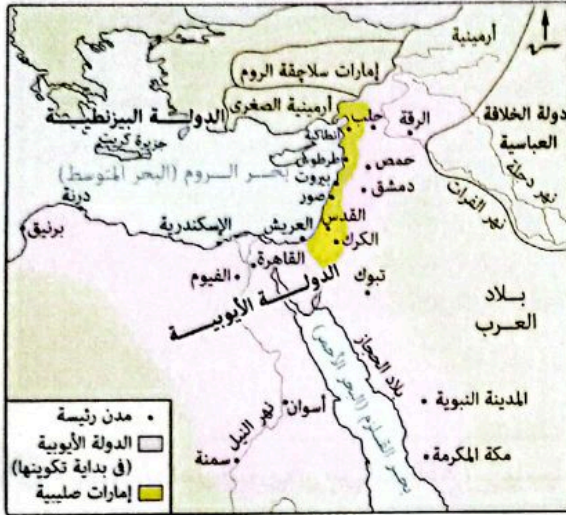 أرمينية
إمارات سلاجقة الروم
أرمينية الصغرى
دولة الخلافة
العباسية
الدولة البيزنطية
حلب
الرقة
انطاكية
جزيرة كريت
نهر دجلة
طرطوس
حمص
بحر الروم (البحر المتوسط)
بيروت
دمشق
نهر الفرات
صور
درنة
القدس
برنيق
الإسكندرية
العريش
الكرك
القاهرة
الفيوم
تبوك
الدولة الأيوبية
بلاد
العرب
بلاد الحجاز
بحر القلزم (البحر الأحمر)
المدينة النبوية
أسوان
نهر النيل
سمنة
مكة المكرمة
مدن رئيسة
الدولة الأيوبية
(فى بداية تكوينها)
إمارات صليبية